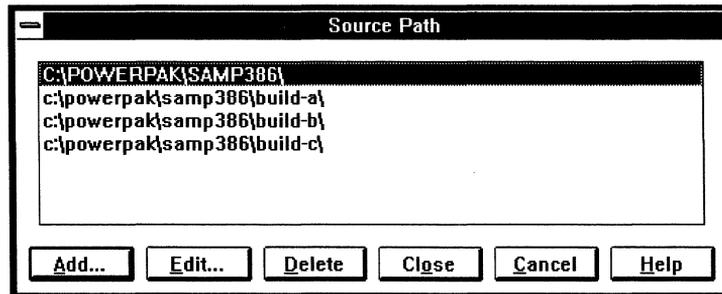 Source Path
C:\POWERPAK\SAMP386\
c:\powerpak\samp386\build-a\
c:\powerpak\samp386\build-b\
c:\powerpak\samp386\build-c\
Add... Edit... Delete Close Cancel Help